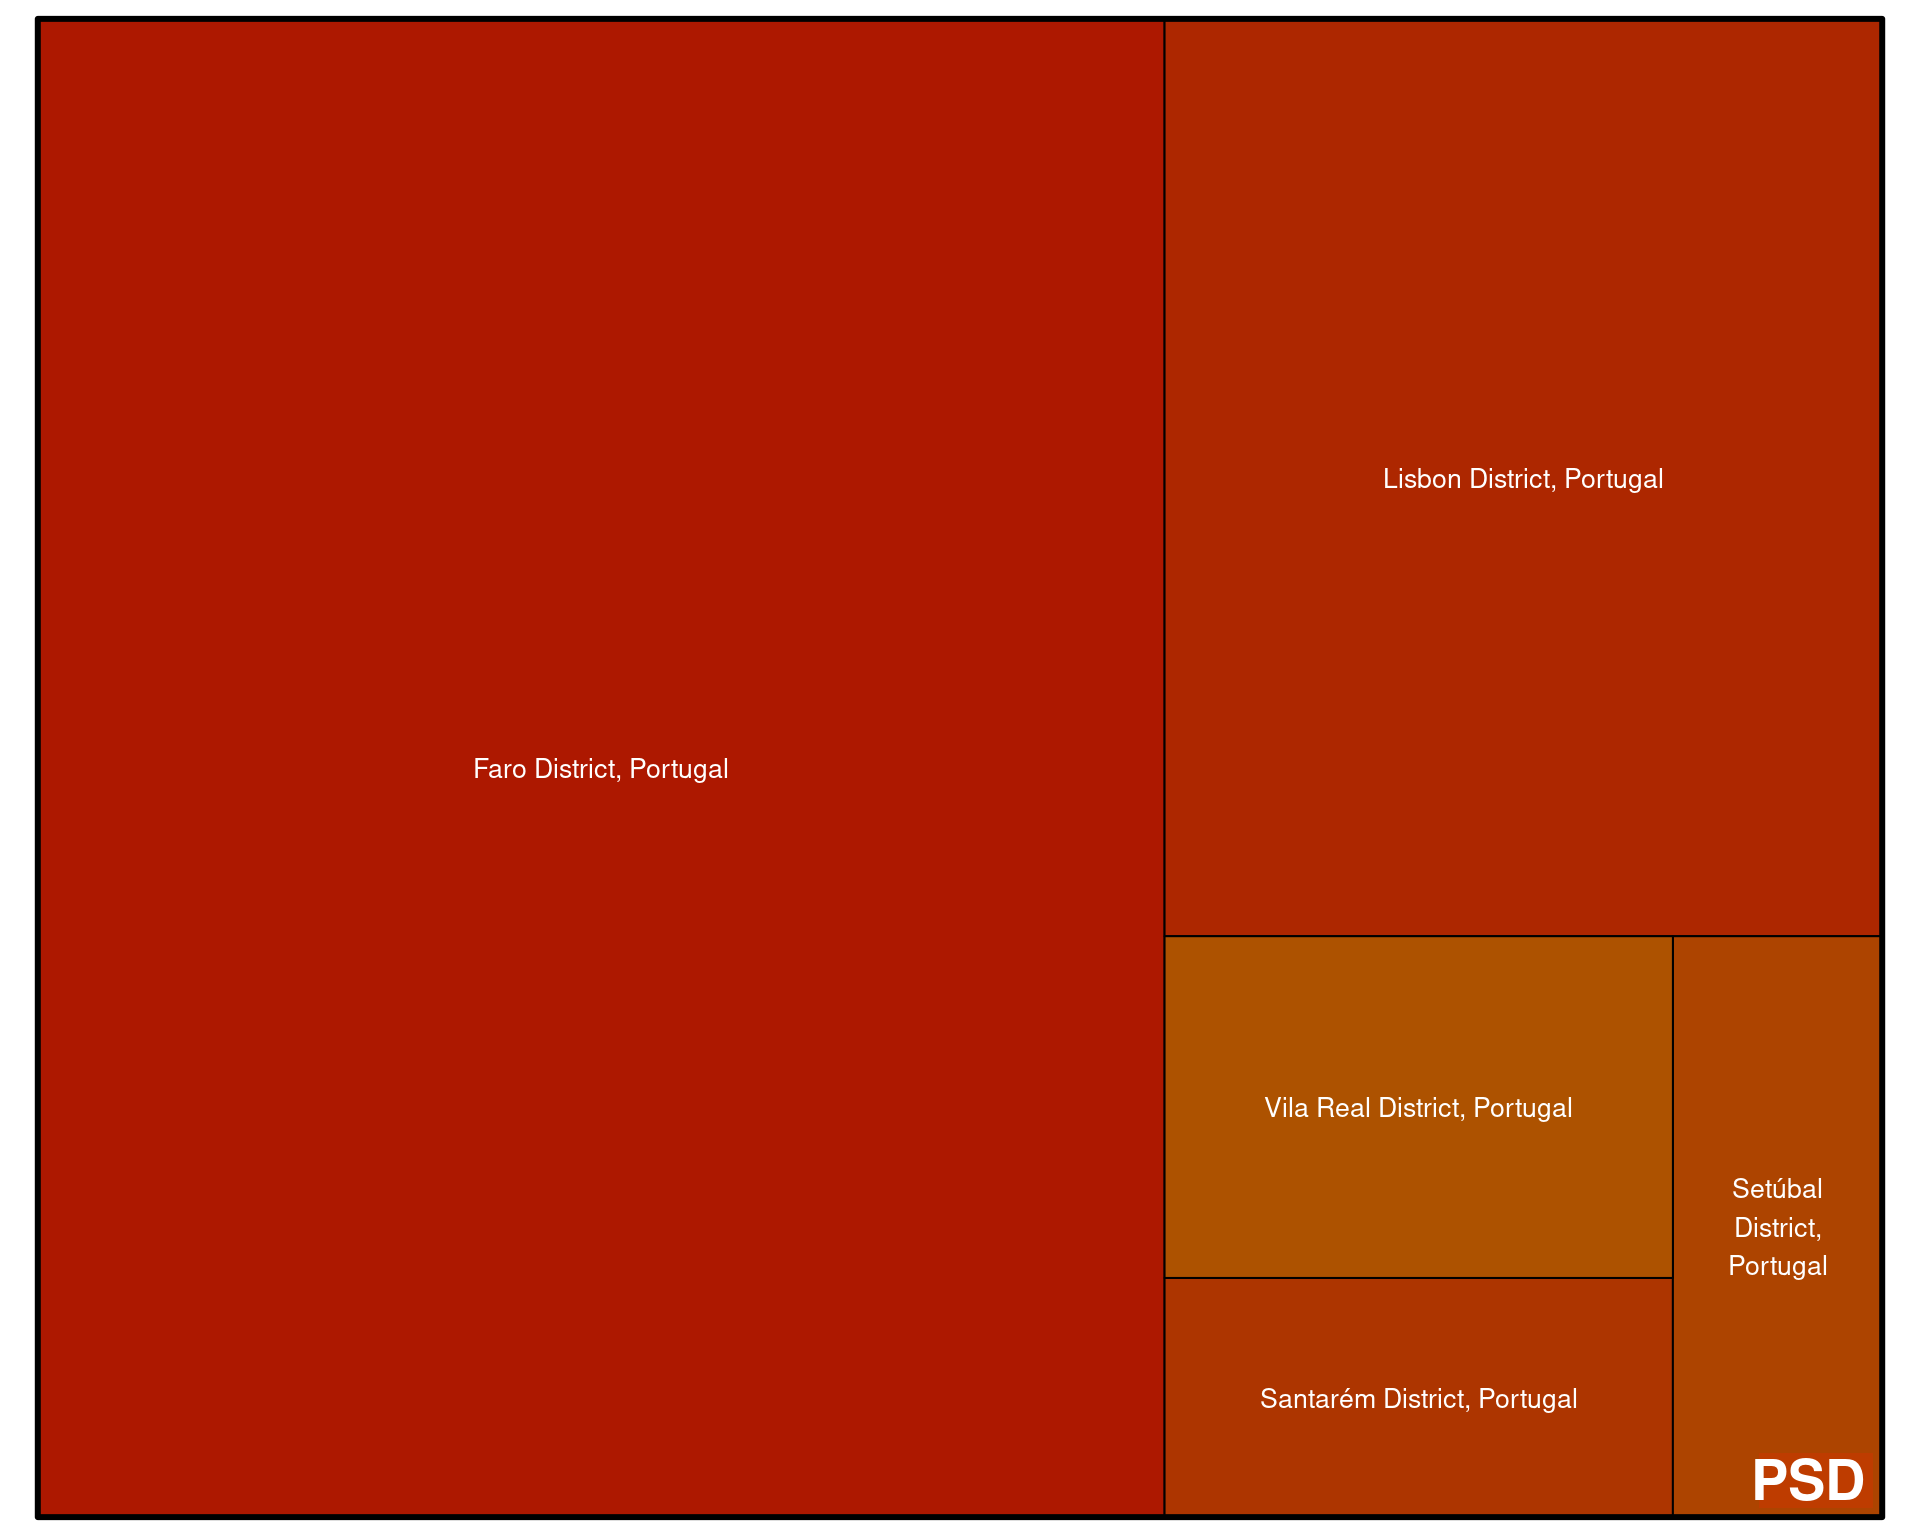 Faro District, Portugal
Lisbon District, Portugal
Vila Real District, Portugal
Setúbal
District,
Portugal
Santarém District, Portugal
PSD